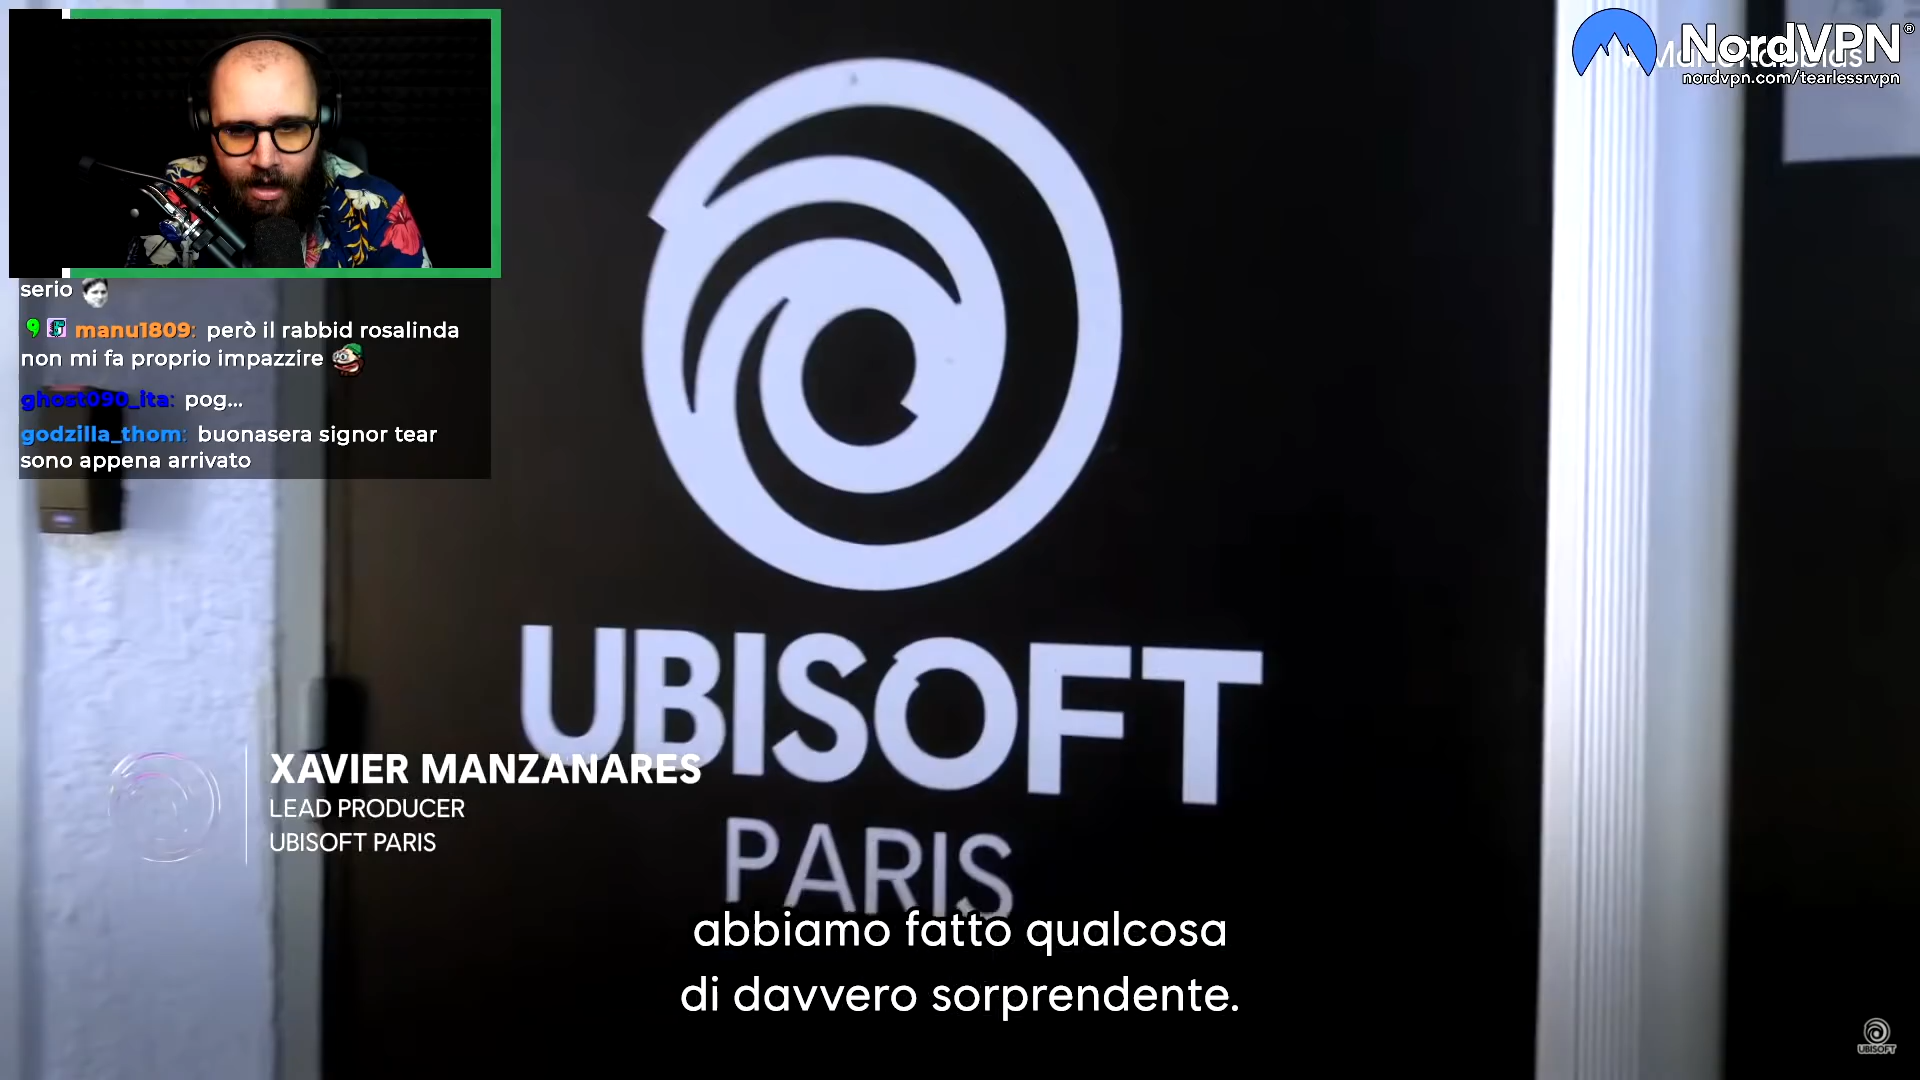 NordVPN®
nordvpn.com/tearlessrvpn
serio
manu1809: però il rabbid rosalinda
non mi fa proprio impazzire
ghost090_ita: pog...
godzilla_thom: buonasera signor tear
sono appena arrivato
UBISOFT
PARIS
XAVIER MANZANARES
LEAD PRODUCER
UBISOFT PARIS
abbiamo fatto qualcosa
di davvero sorprendente.
UBISOFT